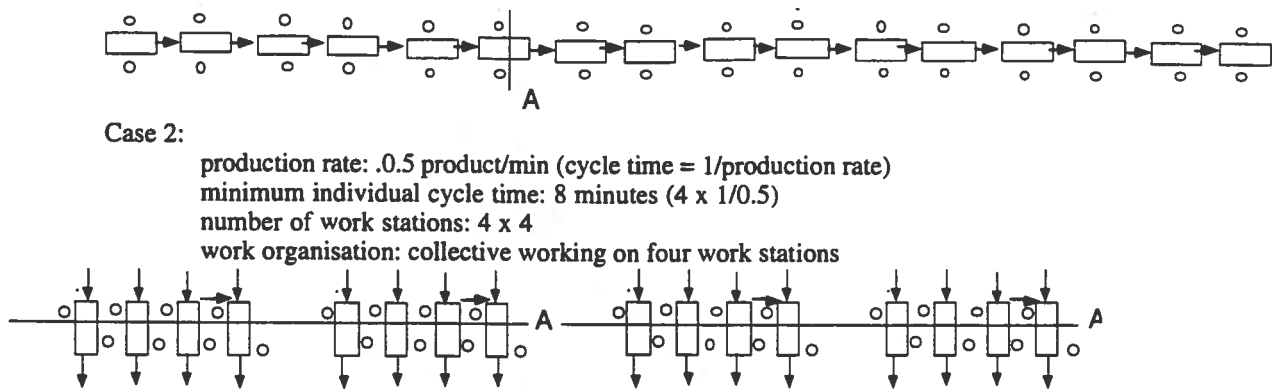 A
Case 2:
production rate: .0.5 product/min (cycle time = 1/production rate)
minimum individual cycle time: 8 minutes (4 x 1/0.5)
number of work stations: 4 x 4
work organisation: collective working on four work stations
A
A